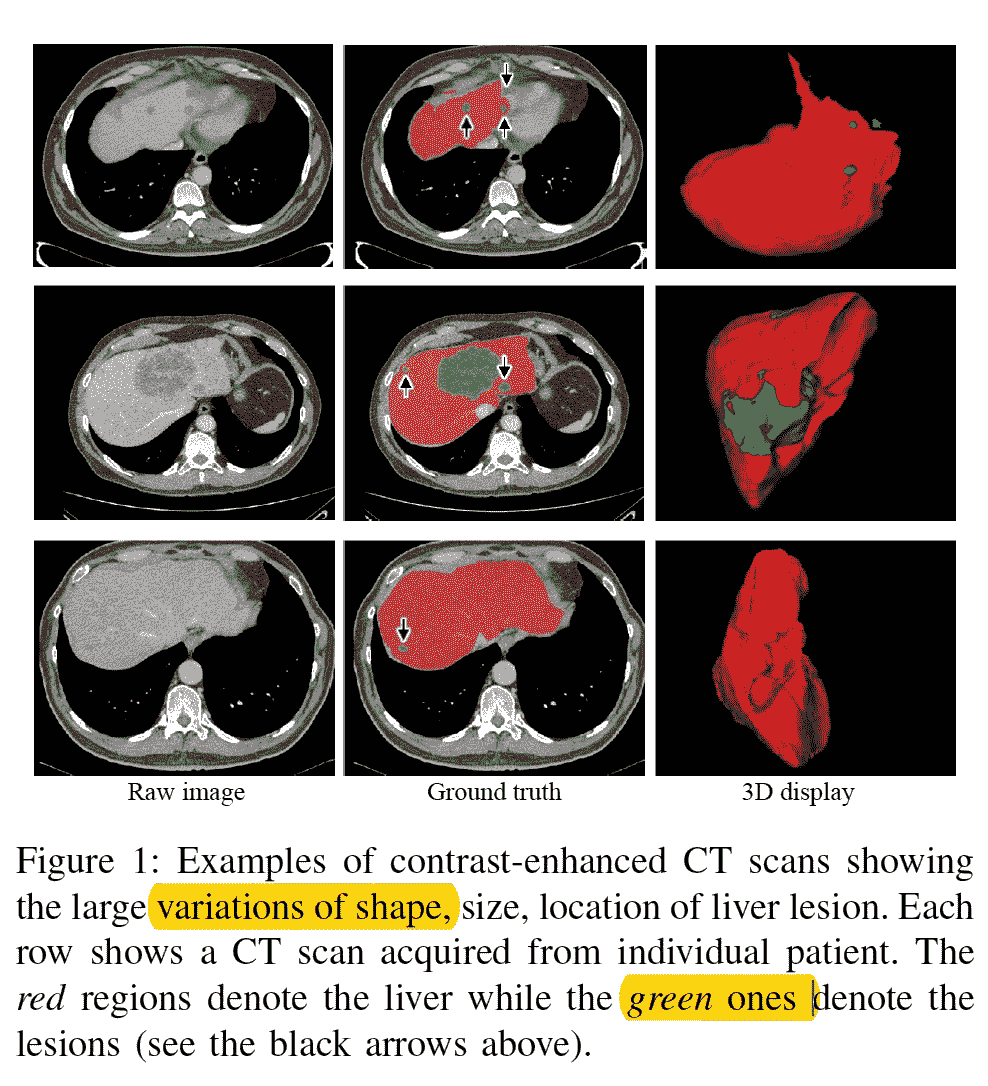 Raw image
Ground truth
3D display
Figure 1: Examples of contrast-enhanced CT scans showing
the large variations of shape, size, location of liver lesion. Each
row shows a CT scan acquired from individual patient. The
red regions denote the liver while the green ones denote the
lesions (see the black arrows above).